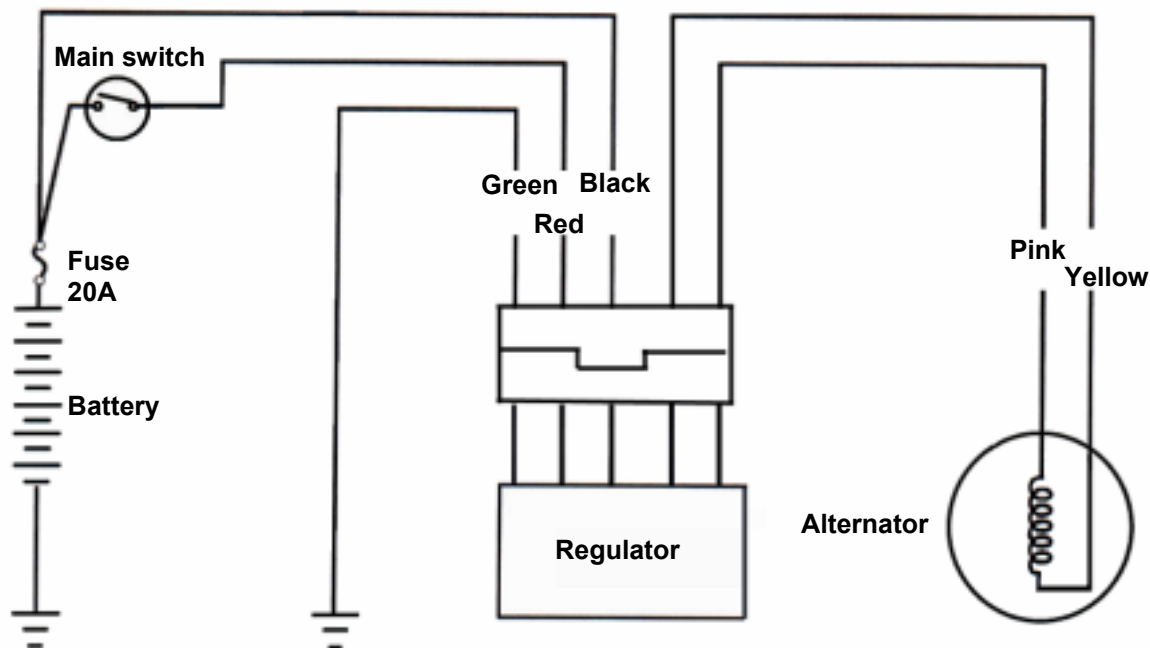 Main switch
Green
Black
Red
Fuse
20A
Pink
Yellow
Battery
Alternator
Regulator